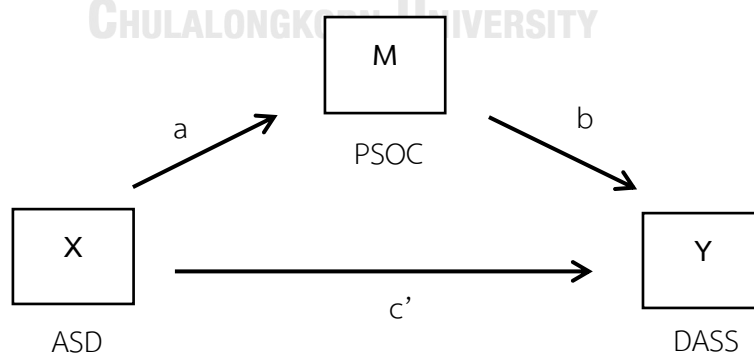 CHULALONGKORN UNIVERSITY
M
a
b
PSOC
X
Y
c’
ASD
DASS